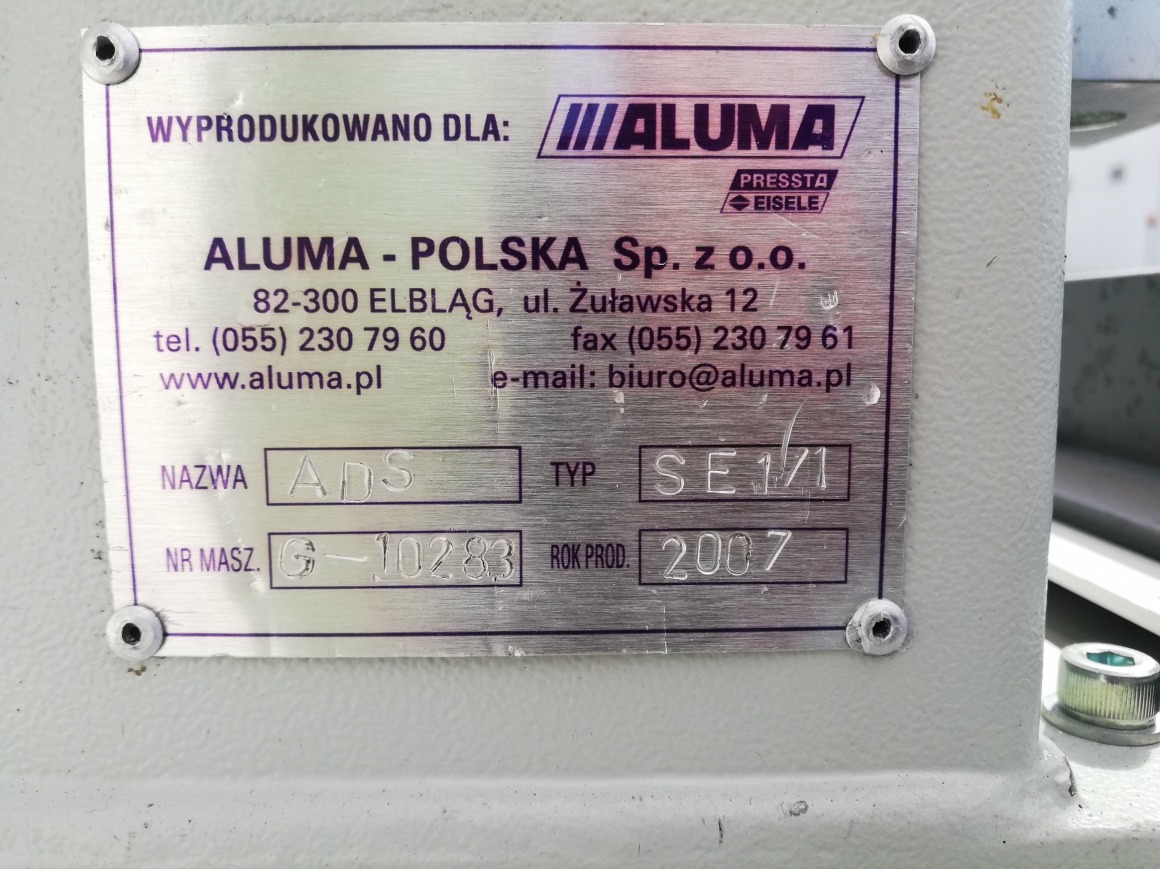 WYPRODUKOWANO DLA: ALUMA
PRESSTA
EISELE
ALUMA - POLSKA Sp. z o.o.
82-300 ELBLĄG, ul. Żuławska 12
tel. (055) 230 79 60 fax (055) 230 79 61
www.aluma.pl e-mail: biuro@aluma.pl
NAZWA ADS TYP SE1/1
NR MASZ. G-10283 ROK PROD. 2007